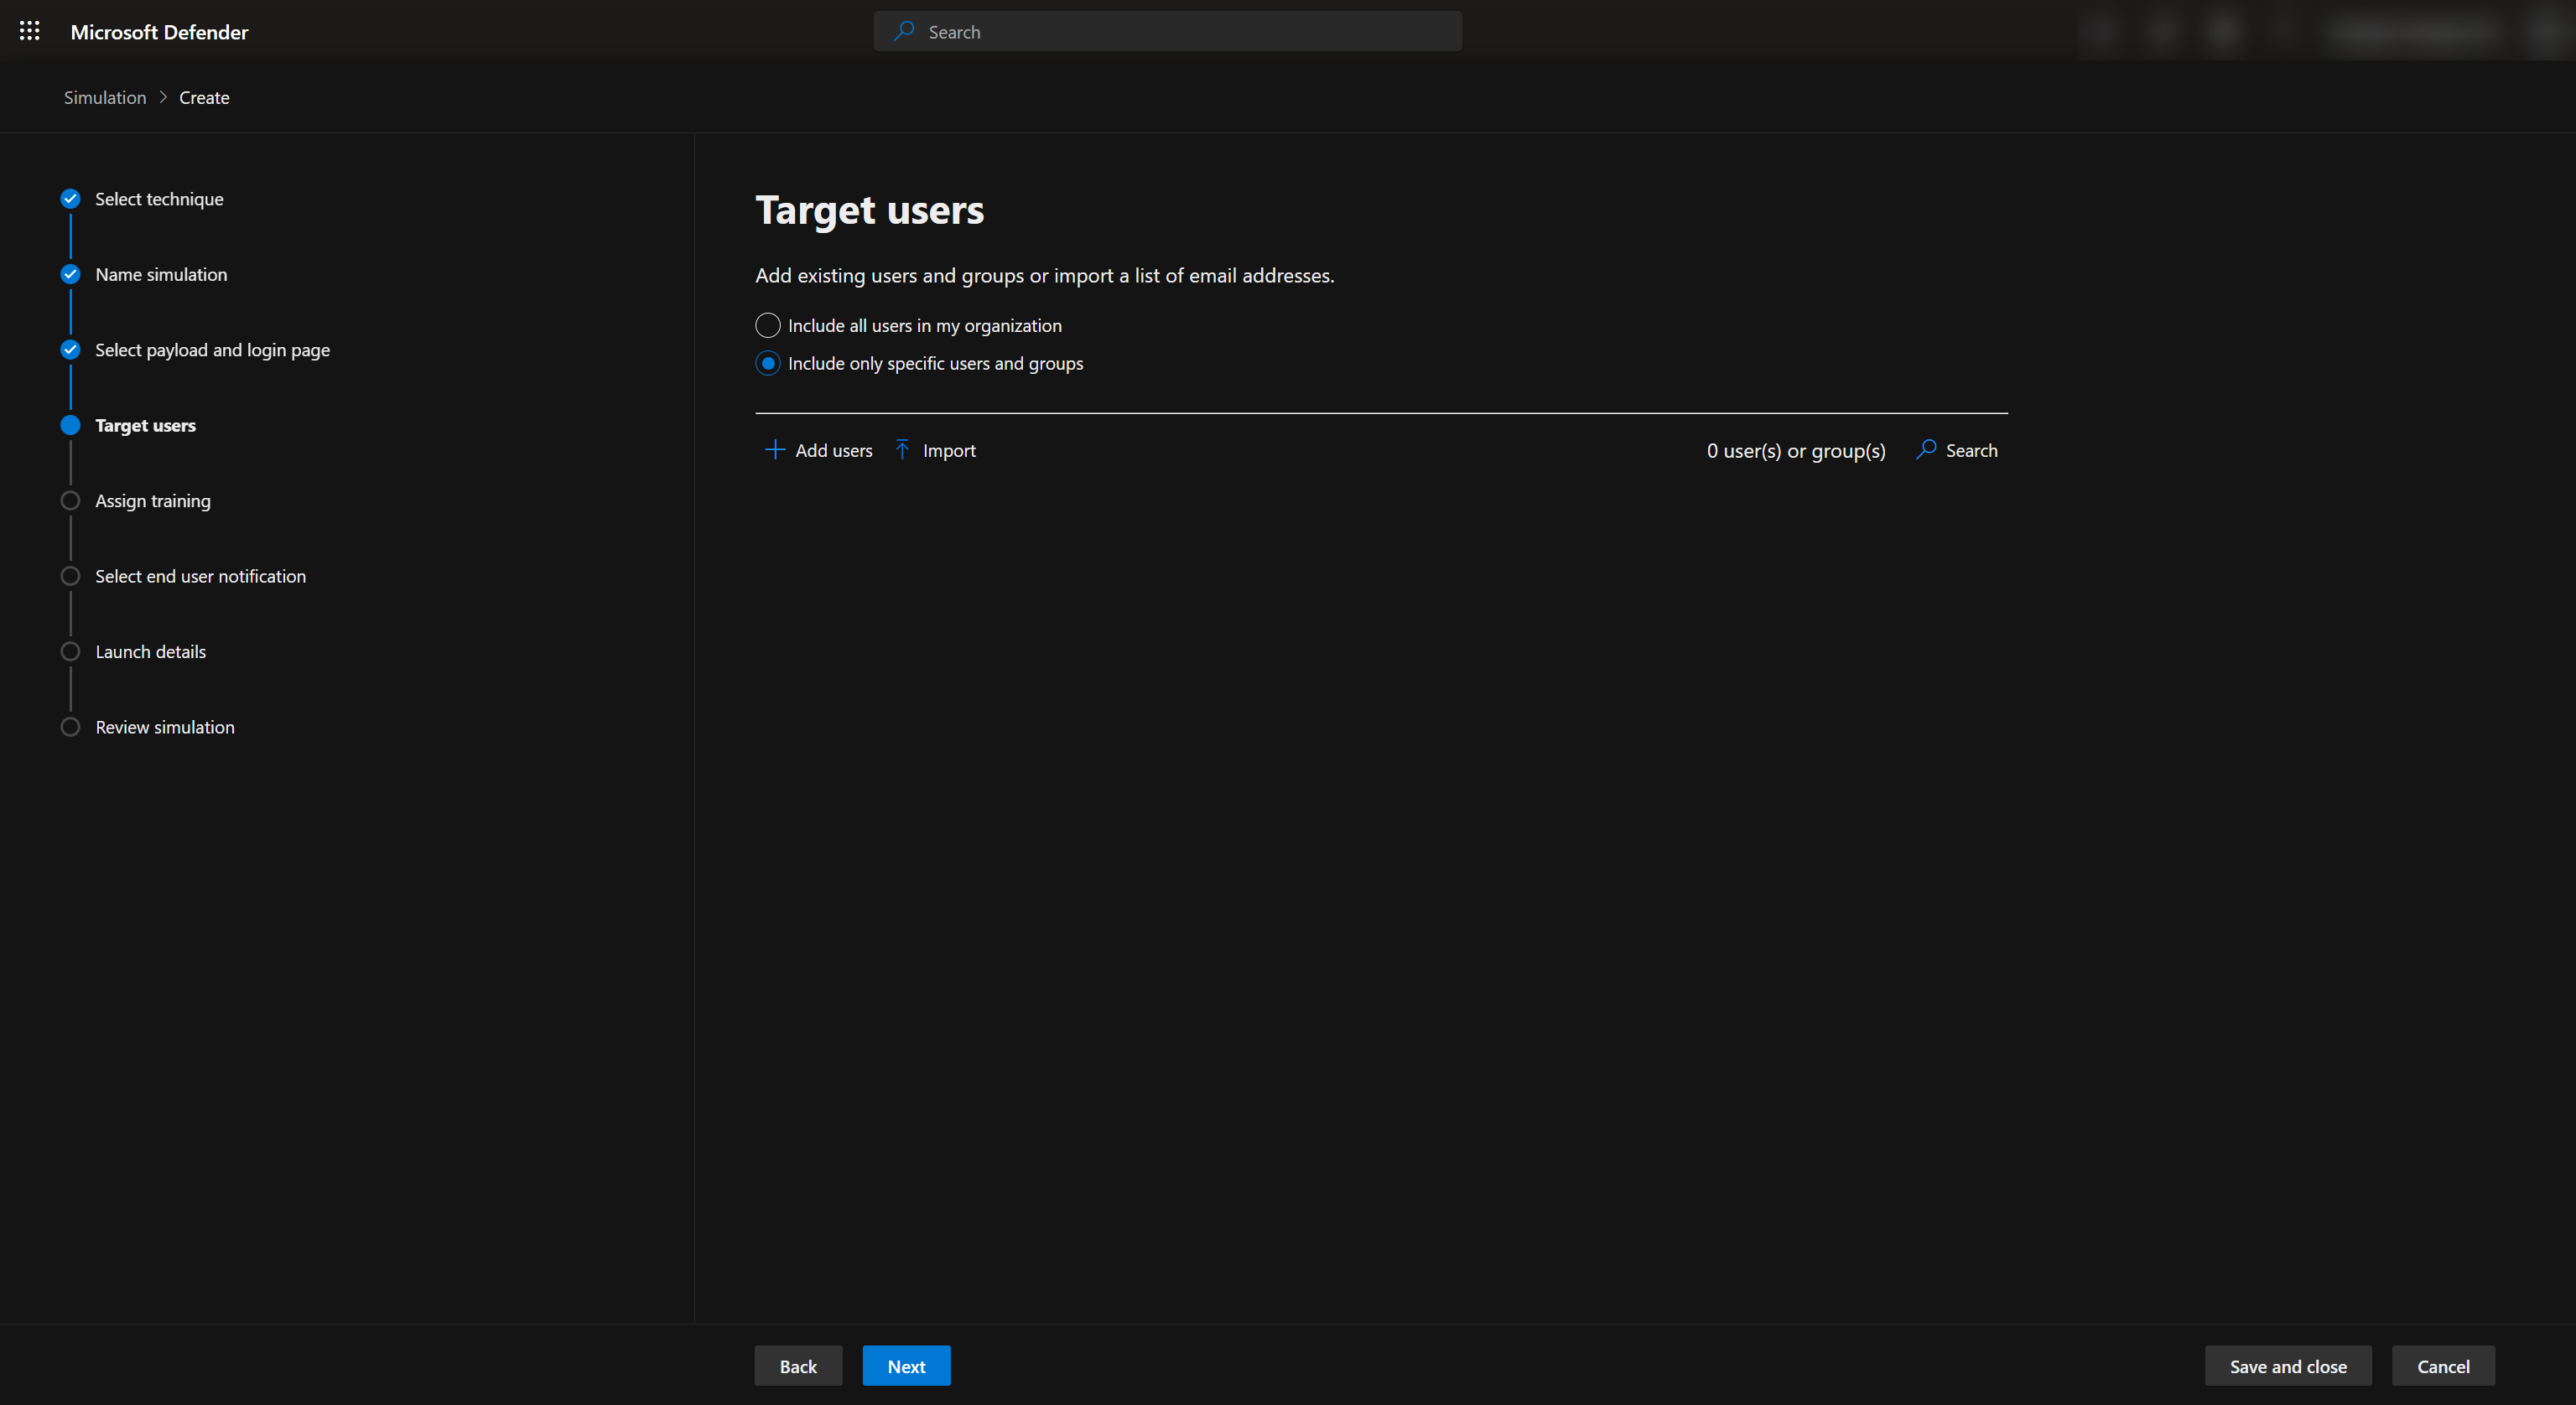 Microsoft Defender
Search
Simulation > Create
Select technique
Name simulation
Select payload and login page
Target users
Assign training
Select end user notification
Launch details
Review simulation
Target users
Add existing users and groups or import a list of email addresses.
Include all users in my organization
Include only specific users and groups
Add users Import 0 user(s) or group(s) Search
Back Next Save and close Cancel